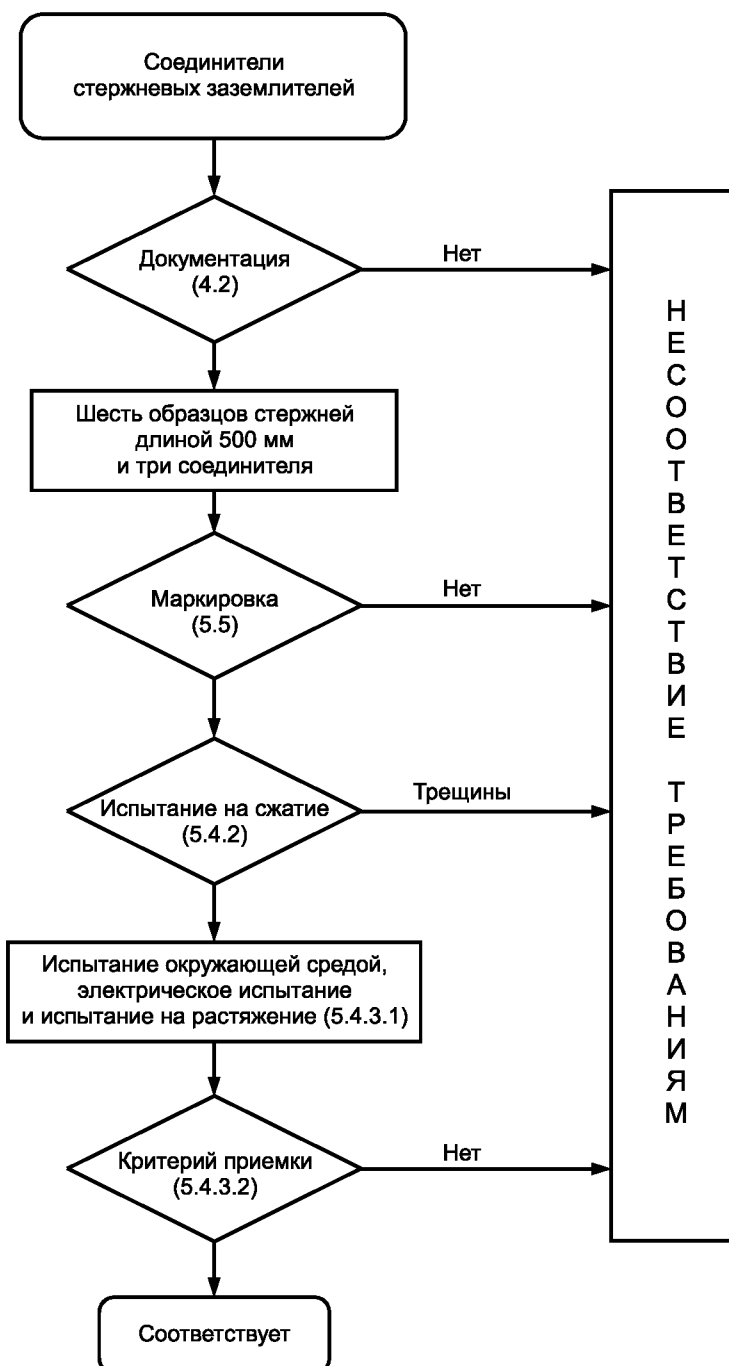 Соединители
стержневых заземлителей
Документация
(4.2)
Нет
Шесть образцов стержней
длиной 500 мм
и три соединителя
Маркировка
(5.5)
Нет
Испытание на сжатие
(5.4.2)
Трещины
Испытание окружающей средой,
электрическое испытание
и испытание на растяжение (5.4.3.1)
Критерий приемки
(5.4.3.2)
Нет
Соответствует
НЕСООТВЕТСТВИЕ ТРЕБОВАНИЯМ